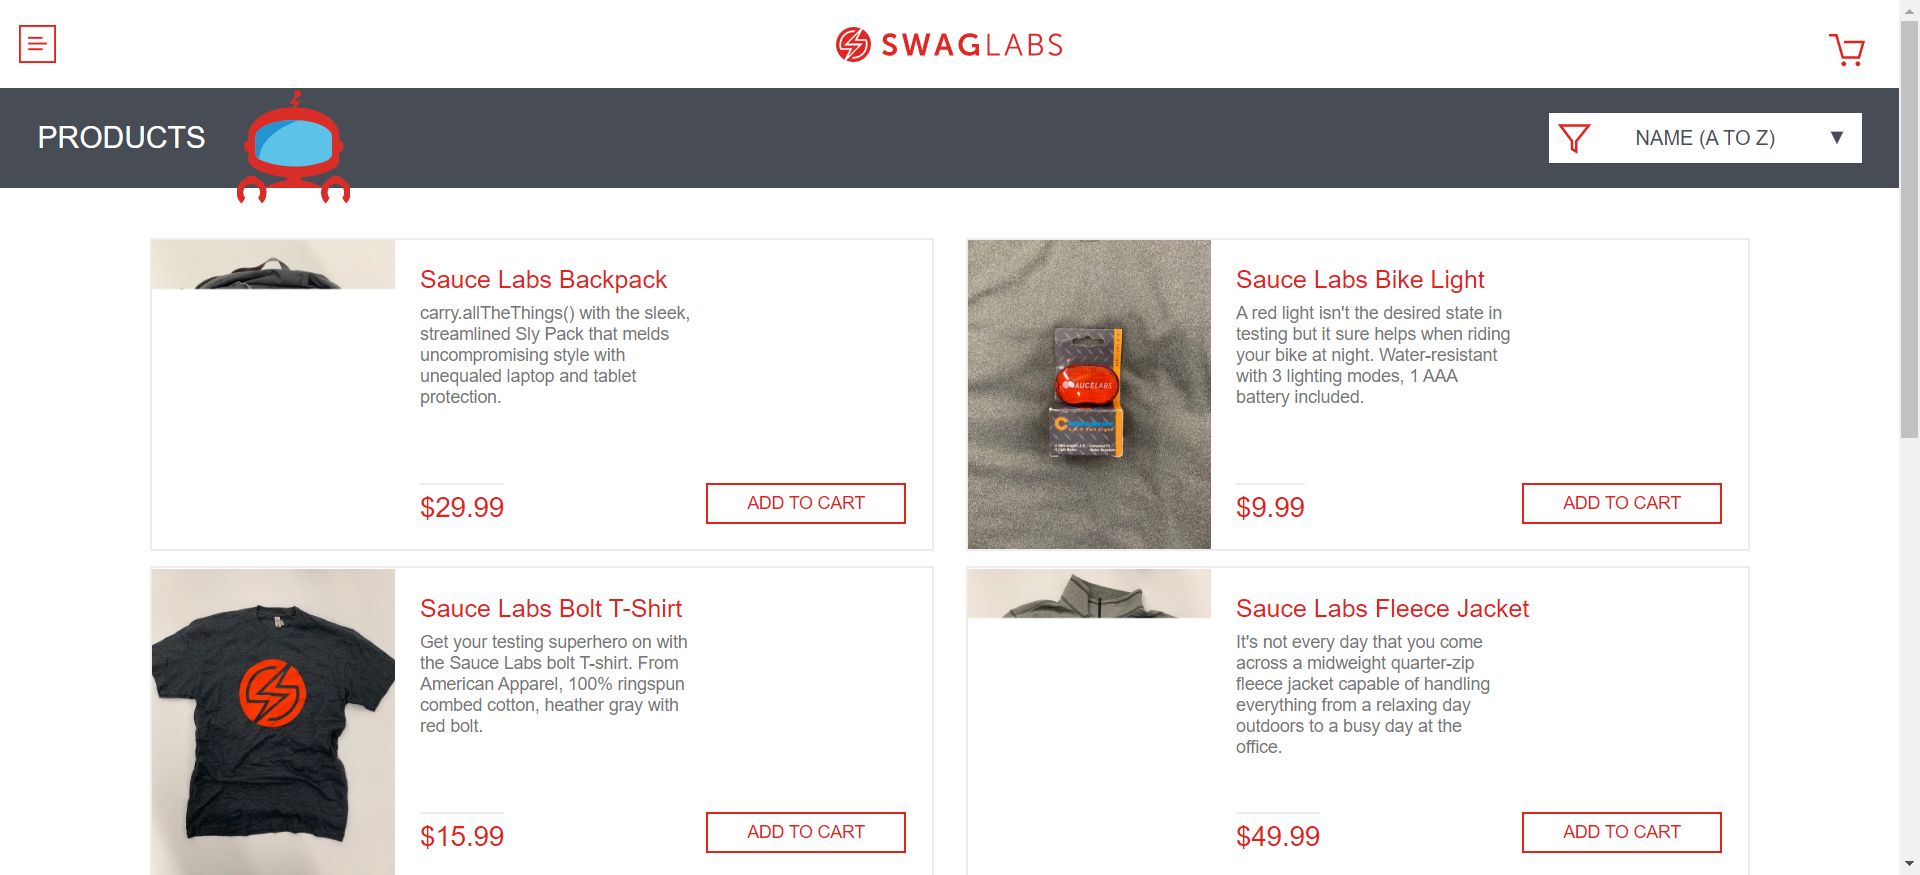 SWAGLABS
PRODUCTS
NAME (A TO Z)
Sauce Labs Backpack
carry.allTheThings() with the sleek,
streamlined Sly Pack that melds
uncompromising style with
unequaled laptop and tablet
protection.
$29.99
ADD TO CART
SAUCELABS
Sauce Labs Bike Light
A red light isn't the desired state in
testing but it sure helps when riding
your bike at night. Water-resistant
with 3 lighting modes, 1 AAA
battery included.
$9.99
ADD TO CART
Sauce Labs Bolt T-Shirt
Get your testing superhero on with
the Sauce Labs bolt T-shirt. From
American Apparel, 100% ringspun
combed cotton, heather gray with
red bolt.
$15.99
ADD TO CART
Sauce Labs Fleece Jacket
It's not every day that you come
across a midweight quarter-zip
fleece jacket capable of handling
everything from a relaxing day
outdoors to a busy day at the
office.
$49.99
ADD TO CART